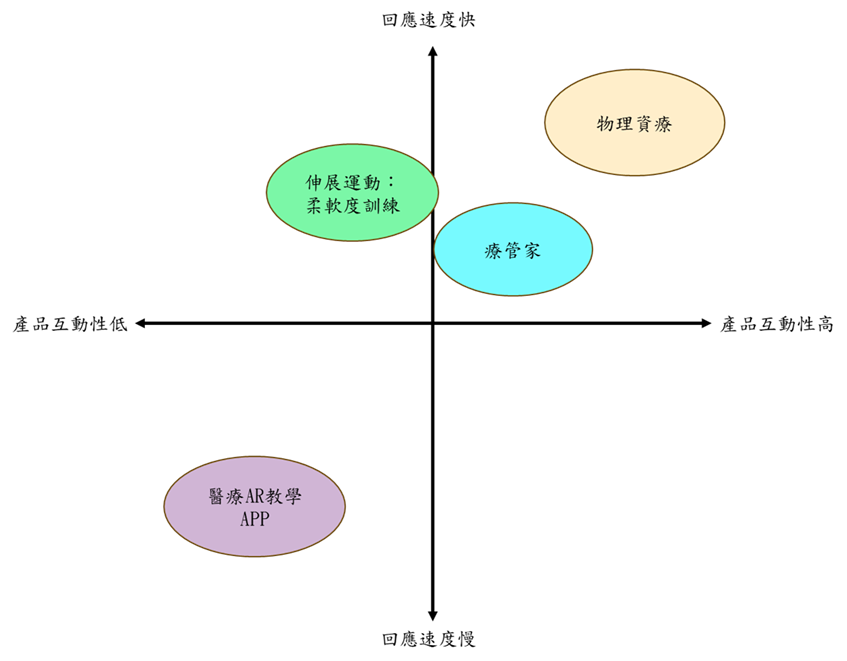 回應速度快
物理資療
伸展運動：
柔軟度訓練
療管家
產品互動性低
產品互動性高
醫療AR教學
APP
回應速度慢